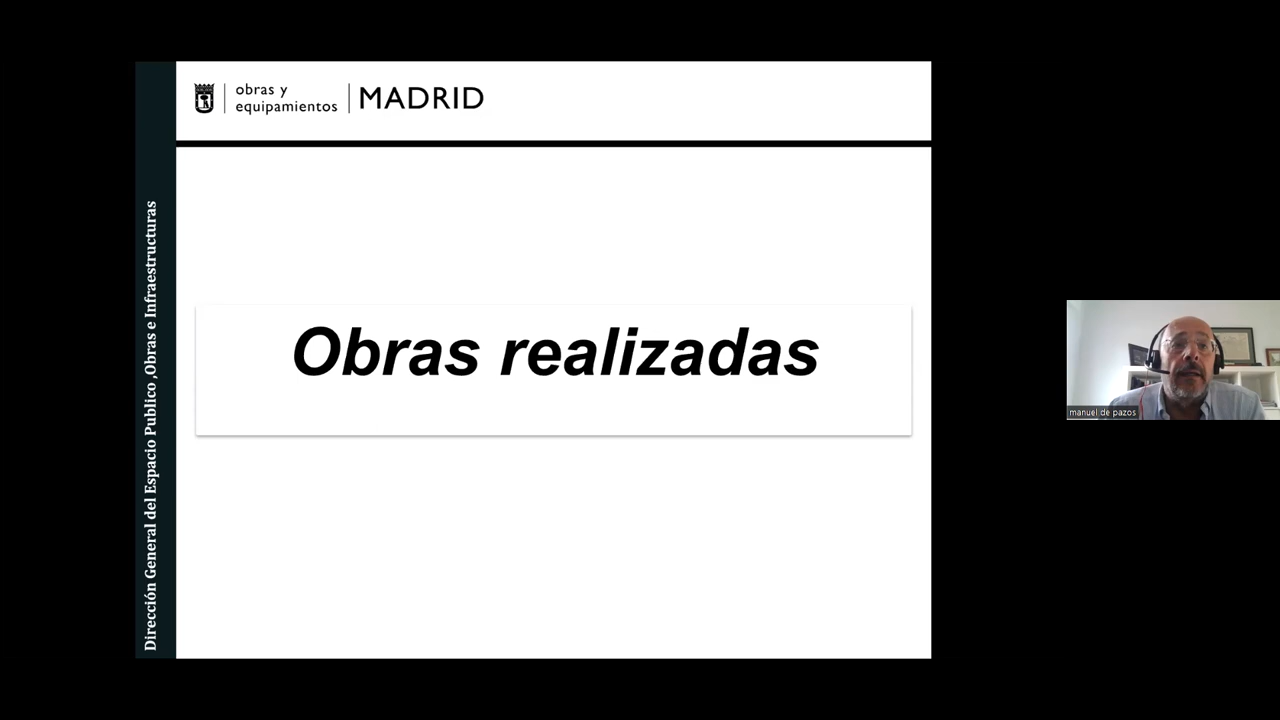 obras y
equipamientos
MADRID
Dirección General del Espacio Publico ,Obras e Infraestructuras
Obras realizadas
manuel de pazos